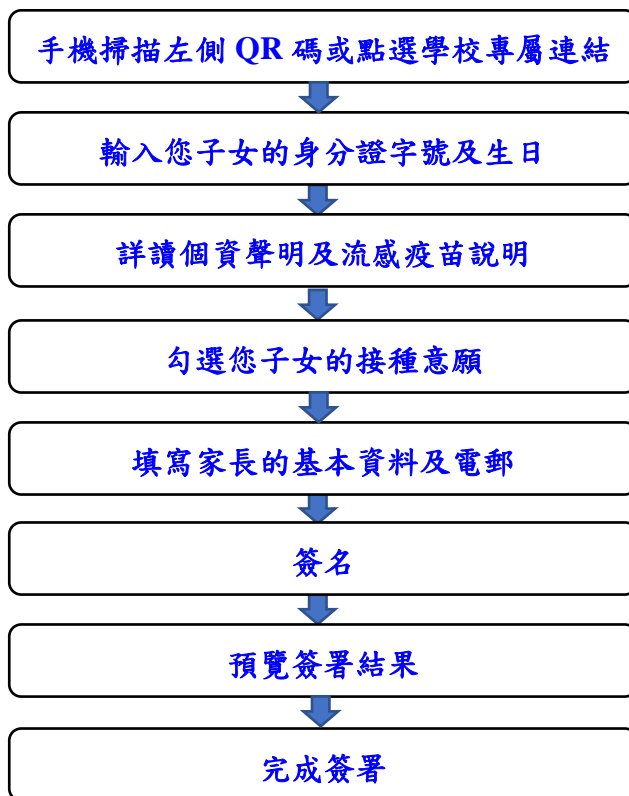 手機掃描左側 QR 碼或點選學校專屬連結
輸入您子女的身分證字號及生日
詳讀個資聲明及流感疫苗說明
勾選您子女的接種意願
填寫家長的基本資料及電郵
簽名
預覽簽署結果
完成簽署